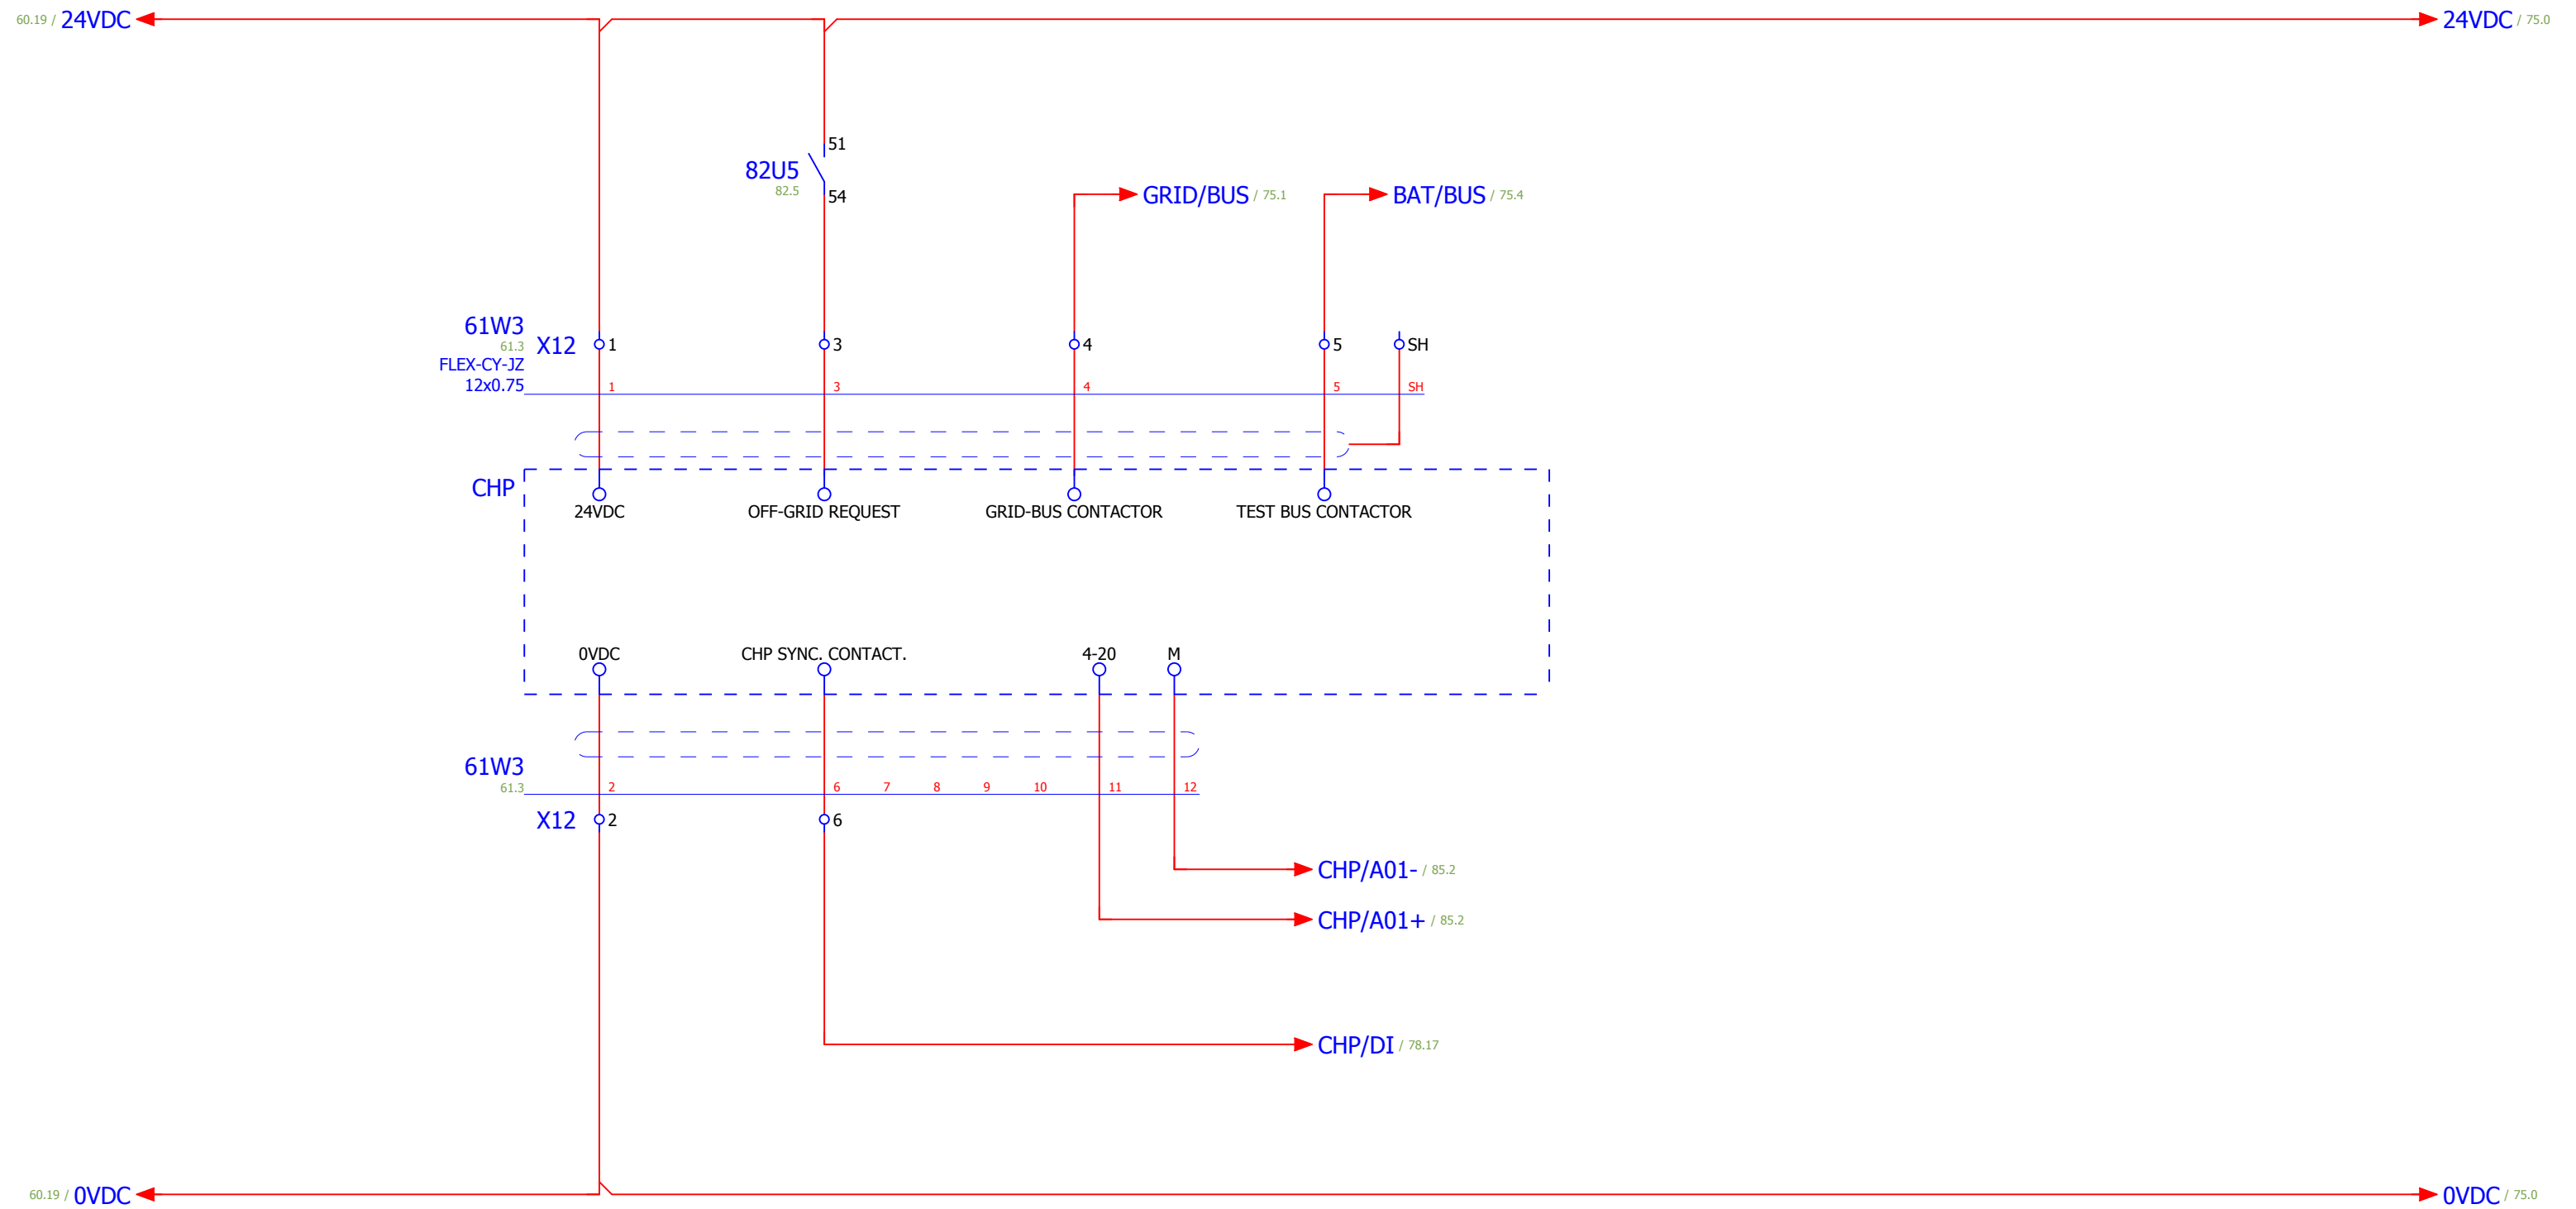 60.19 / 24VDC
24VDC / 75.0
51
82U5
82.5
54
GRID/BUS / 75.1
BAT/BUS / 75.4
61W3
61.3
X12
1
3
4
5
SH
FLEX-CY-JZ
12x0.75
1
3
4
5
SH
CHP
24VDC
OFF-GRID REQUEST
GRID-BUS CONTACTOR
TEST BUS CONTACTOR
0VDC
CHP SYNC. CONTACT.
4-20
M
61W3
61.3
2
6
7
8
9
10
11
12
X12
2
6
CHP/A01- / 85.2
CHP/A01+ / 85.2
CHP/DI / 78.17
60.19 / 0VDC
0VDC / 75.0